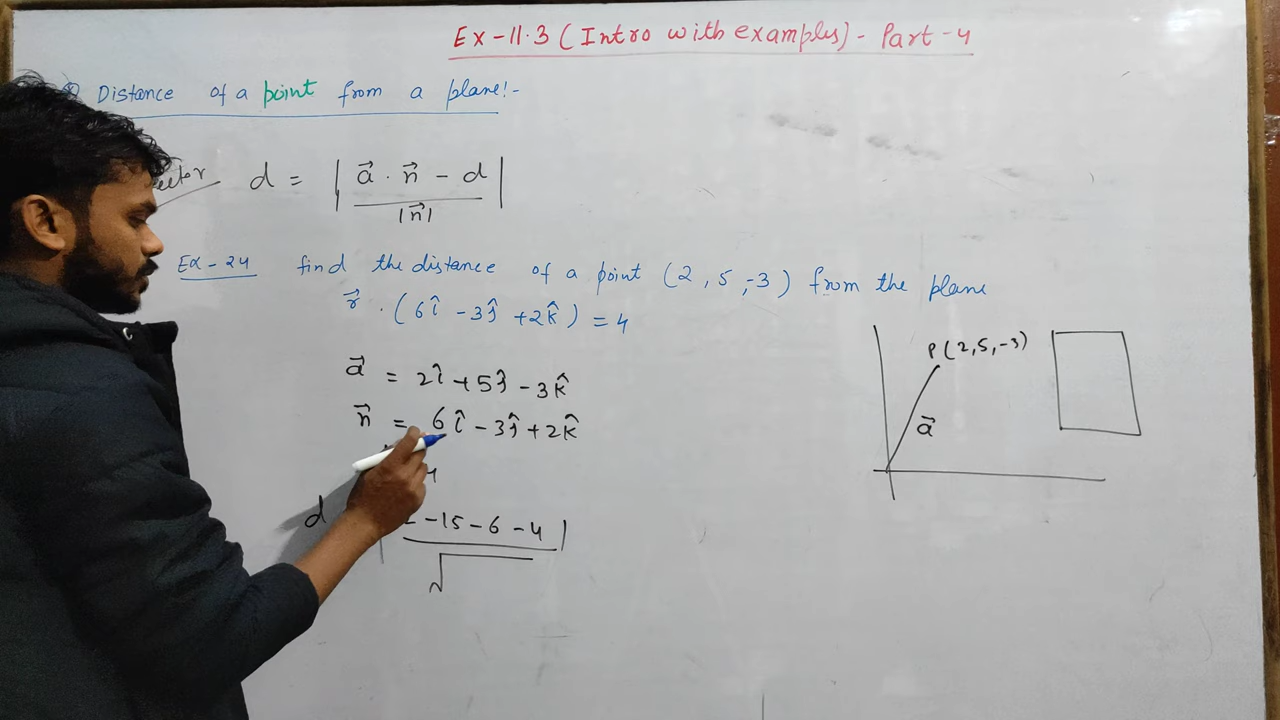 Ex-11.3 (Intro with examples) - Part-4
Distance of a point from a plane!-
d = | a⃗ . n⃗ - d |
|n⃗|
Ex-24 find the distance of a point (2, 5, -3) from the plane
r⃗ . (6î - 3ĵ + 2k̂) = 4
P(2, 5, -3)
a⃗ = 2î + 5ĵ - 3k̂
a⃗
n⃗ = 6î - 3ĵ + 2k̂
4
d -15 - 6 - 4 |
√